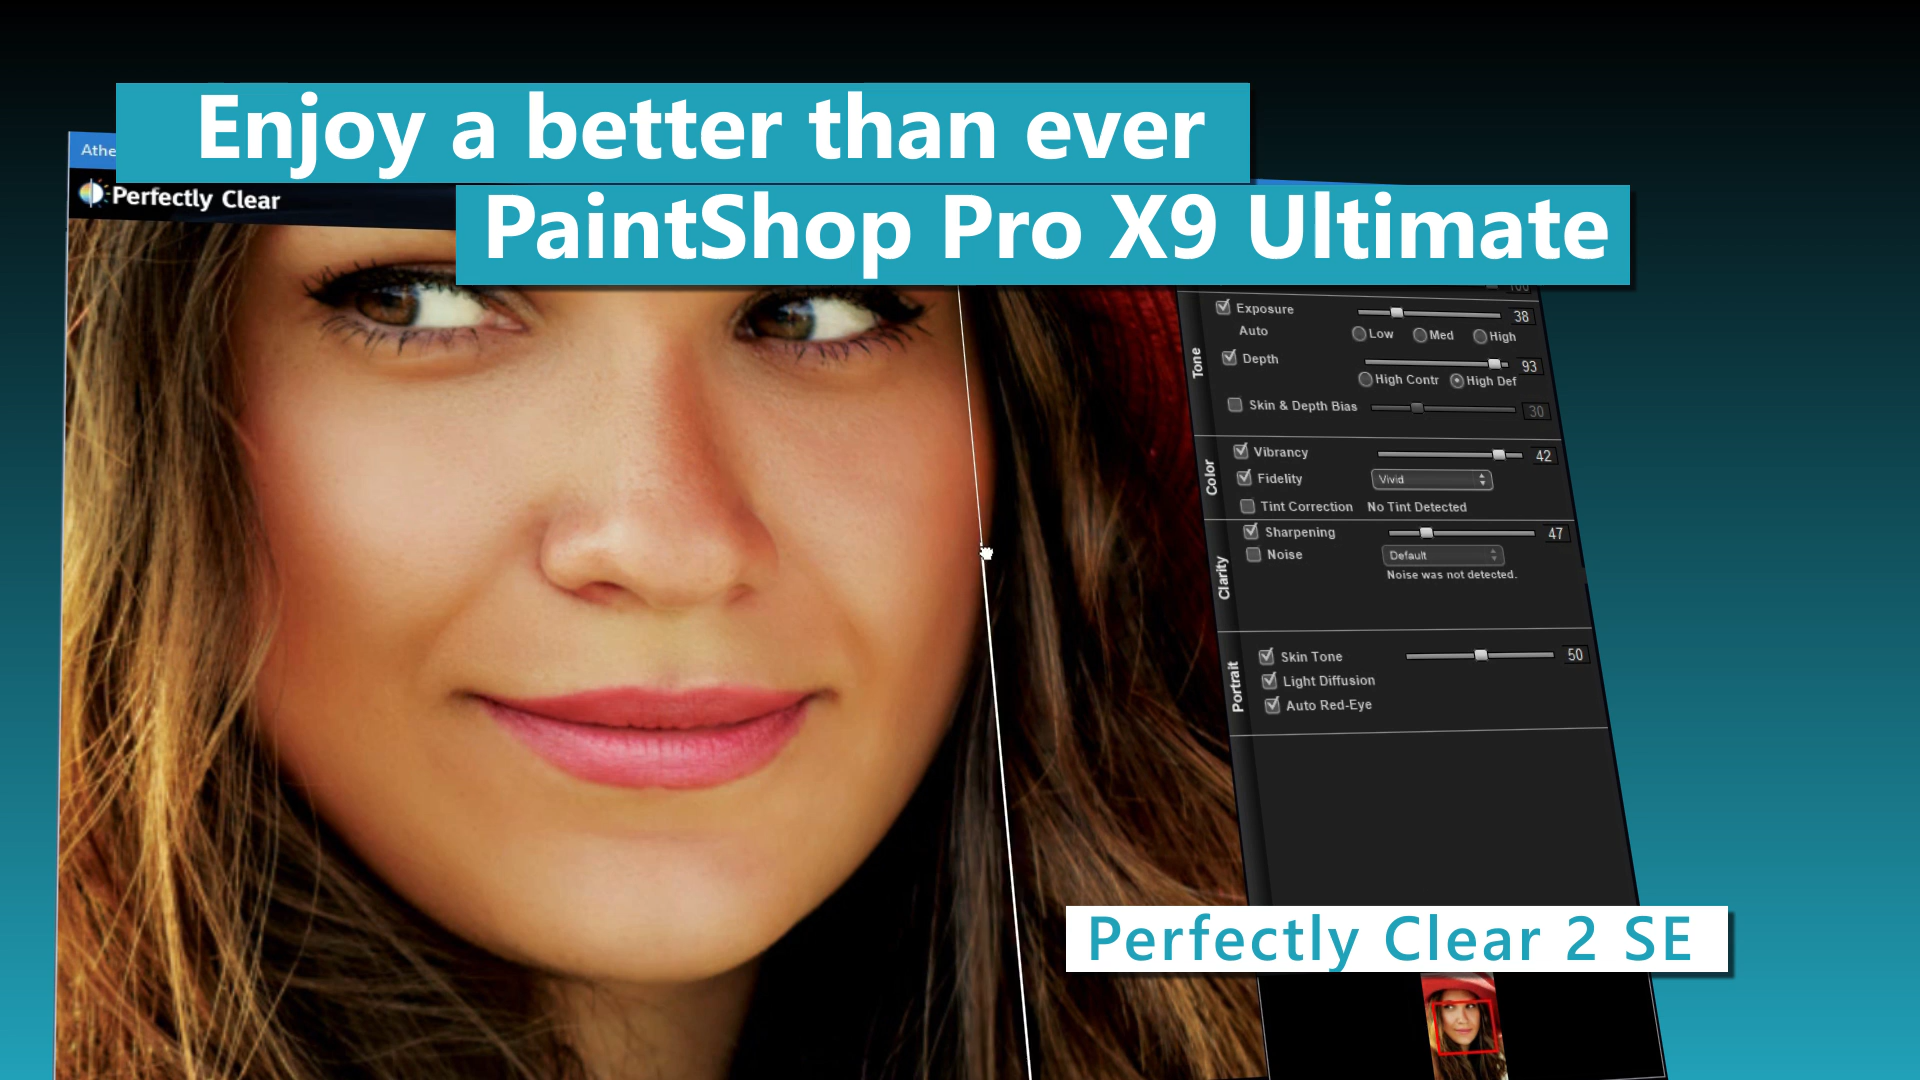 Enjoy a better than ever
PaintShop Pro X9 Ultimate
Perfectly Clear
Tone
Exposure 38
Auto Low Med High
Depth 93
High Contr High Def
Skin & Depth Bias 30
Color
Vibrancy 42
Fidelity Vivid
Tint Correction No Tint Detected
Clarity
Sharpening 47
Noise Default
Noise was not detected.
Portrait
Skin Tone 50
Light Diffusion
Auto Red-Eye
Perfectly Clear 2 SE